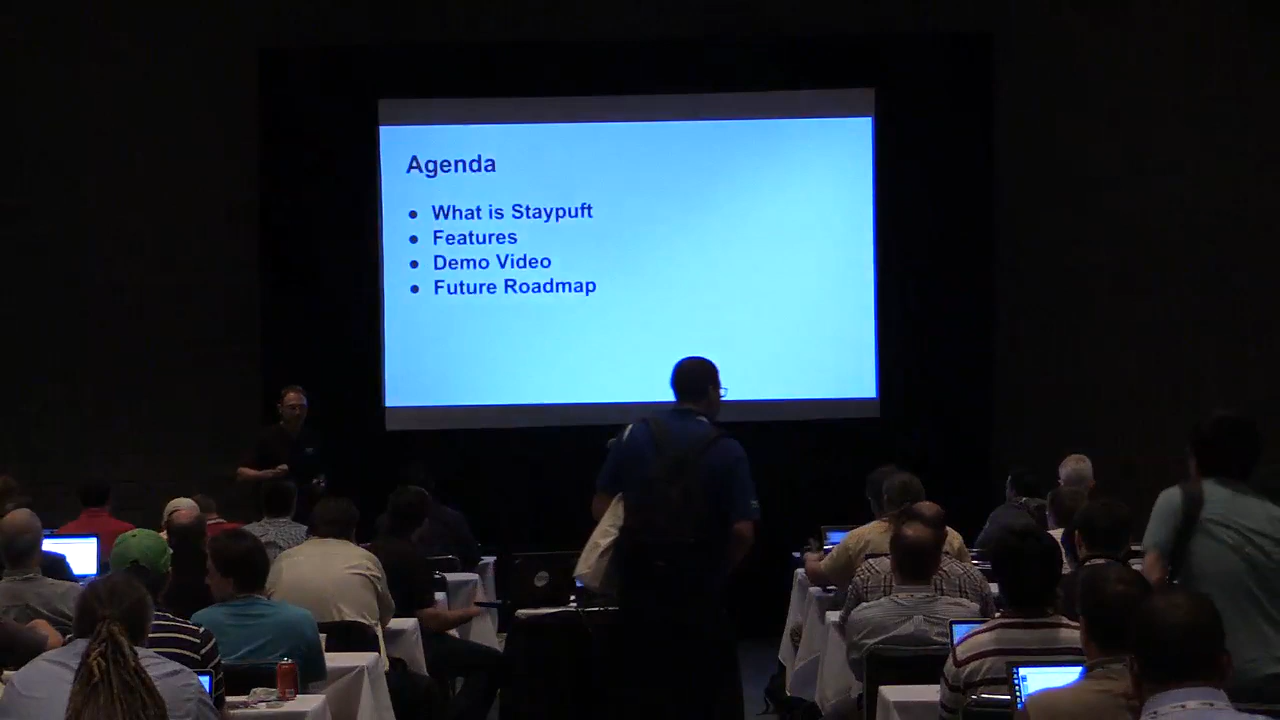 Agenda
● What is Staypuft
● Features
● Demo Video
● Future Roadmap